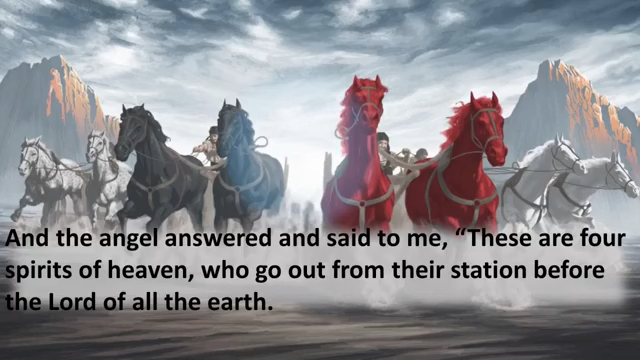 And the angel answered and said to me, “These are four
spirits of heaven, who go out from their station before
the Lord of all the earth.